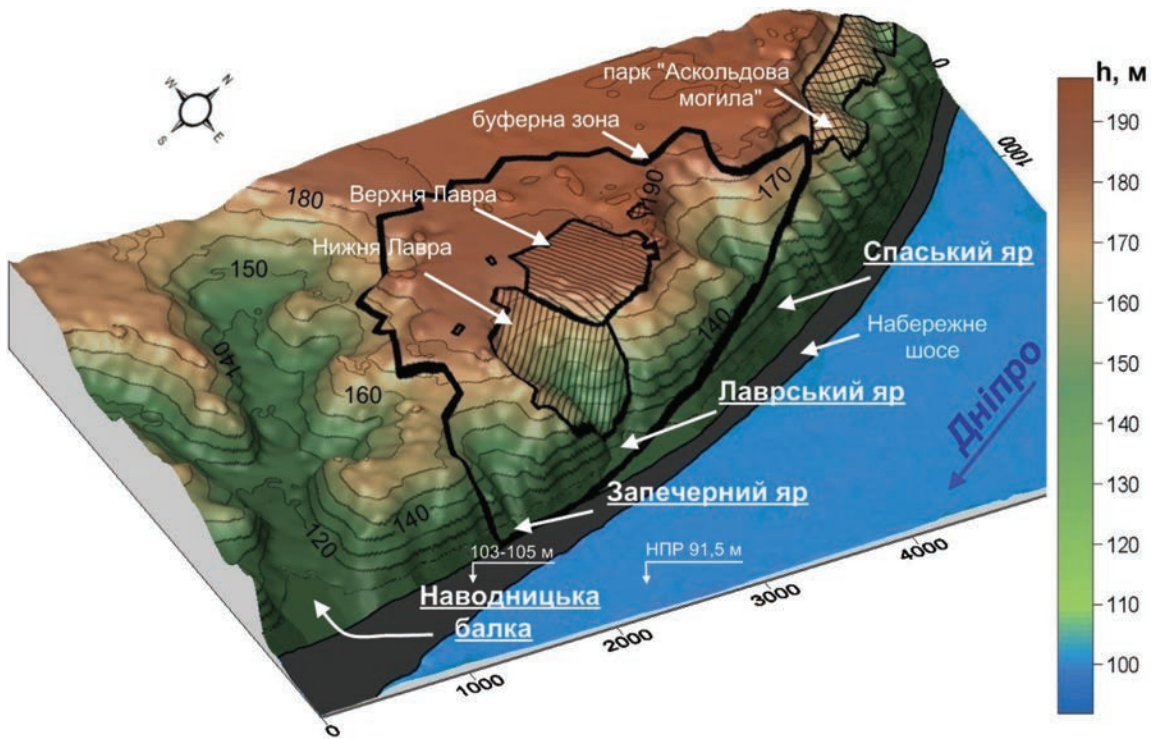 h, м
190
180
170
160
150
140
130
120
110
100
W
N
S
E
парк "Аскольдова
могила"
буферна зона
Верхня Лавра
Нижня Лавра
180
150
140
160
140
120
190
170
140
Спаський яр
Набережне
шосе
Лаврський яр
Дніпро
Запечерний яр
103-105 м
НПР 91,5 м
Наводницька
балка
0
1000
2000
3000
4000
0
1000